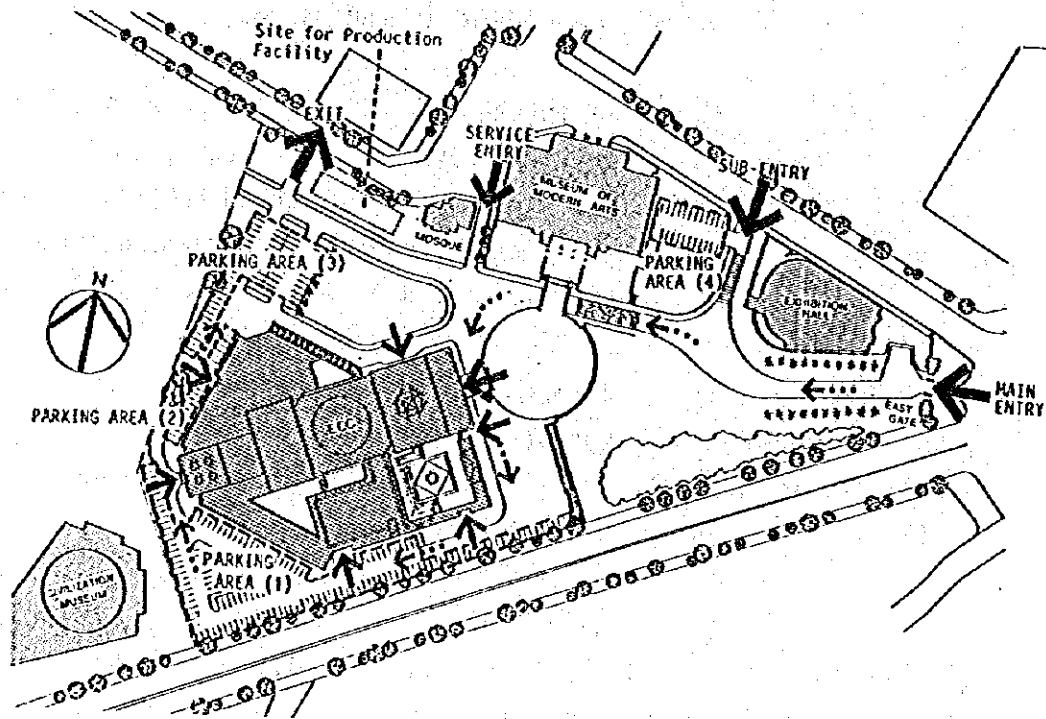 Site for Production
Facility
EXIT
SERVICE
ENTRY
SUB-ENTRY
MUSEUM OF
MODERN ARTS
MOSQUE
PARKING AREA (3)
PARKING
AREA (4)
EXHIBITION
HALL
N
PARKING AREA (2)
MAIN
ENTRY
EAST
GATE
PARKING
AREA (1)
CIVILIZATION
MUSEUM